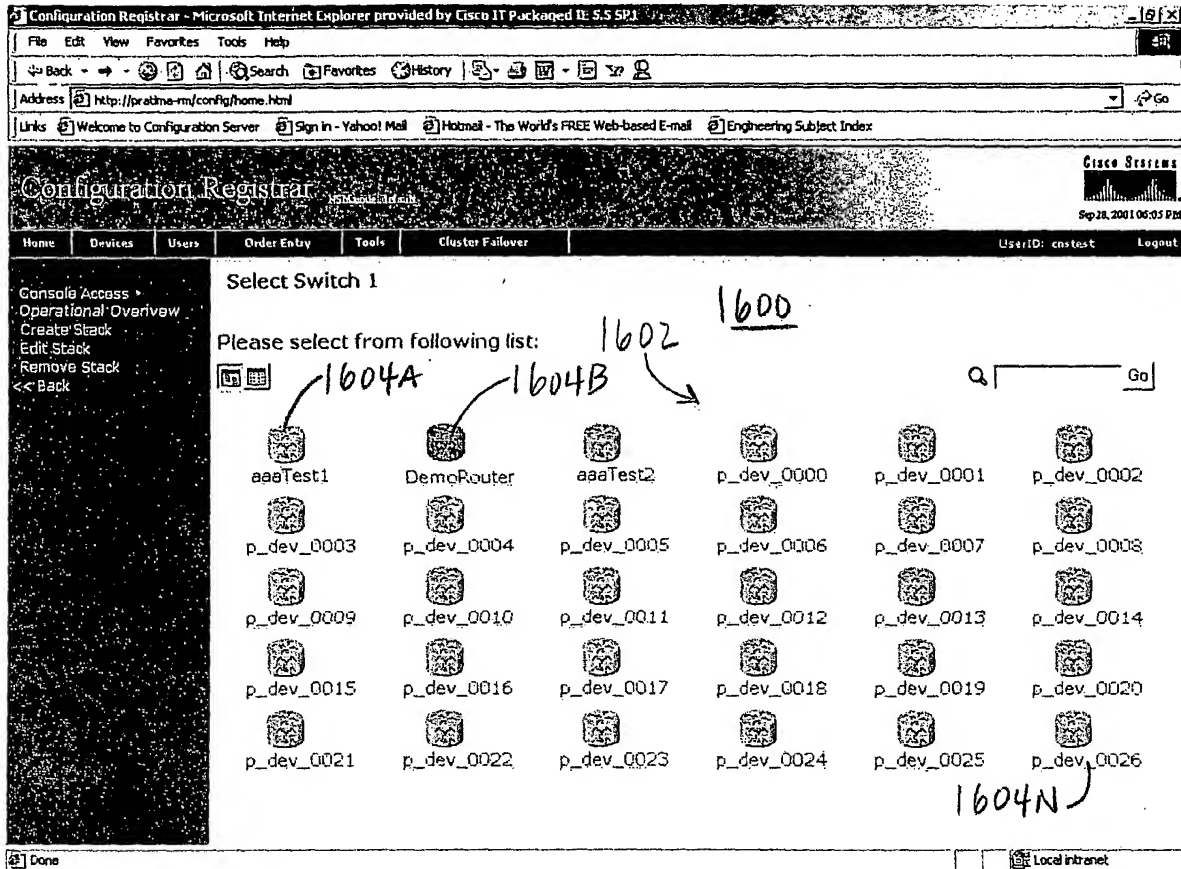 Configuration Registrar - Microsoft Internet Explorer provided by Cisco IT Packaged IE 5.5 SP1
File Edit View Favorites Tools Help
Back Search Favorites History
Address http://pratima-rm/config/home.html Go
Links Welcome to Configuration Server Sign in - Yahoo! Mail Hotmail - The World's FREE Web-based E-mail Engineering Subject Index
Configuration Registrar
Cisco Systems
Sep 28, 2001 06:05 PM
Home Devices Users Order Entry Tools Cluster Failover UserID: cnstest Logout
Console Access
Operational Overivew
Create Stack
Edit Stack
Remove Stack
<< Back
Select Switch 1
1600
Please select from following list:
1602
1604A 1604B
Go
aaaTest1 DemoRouter aaaTest2 p_dev_0000 p_dev_0001 p_dev_0002
p_dev_0003 p_dev_0004 p_dev_0005 p_dev_0006 p_dev_0007 p_dev_0008
p_dev_0009 p_dev_0010 p_dev_0011 p_dev_0012 p_dev_0013 p_dev_0014
p_dev_0015 p_dev_0016 p_dev_0017 p_dev_0018 p_dev_0019 p_dev_0020
p_dev_0021 p_dev_0022 p_dev_0023 p_dev_0024 p_dev_0025 p_dev_0026
1604N
Done Local intranet